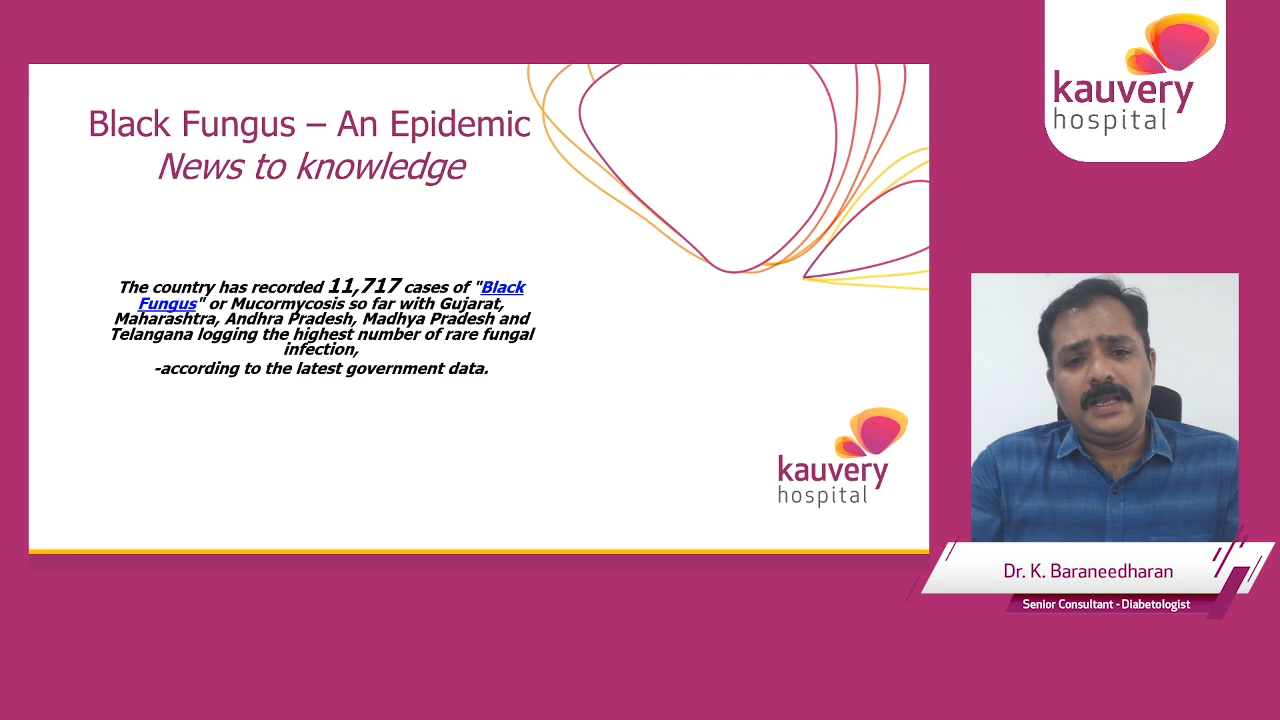 Black Fungus – An Epidemic
News to knowledge
The country has recorded 11,717 cases of "Black
Fungus" or Mucormycosis so far with Gujarat,
Maharashtra, Andhra Pradesh, Madhya Pradesh and
Telangana logging the highest number of rare fungal
infection,
-according to the latest government data.
kauvery
hospital
kauvery
hospital
Dr. K. Baraneedharan
Senior Consultant - Diabetologist